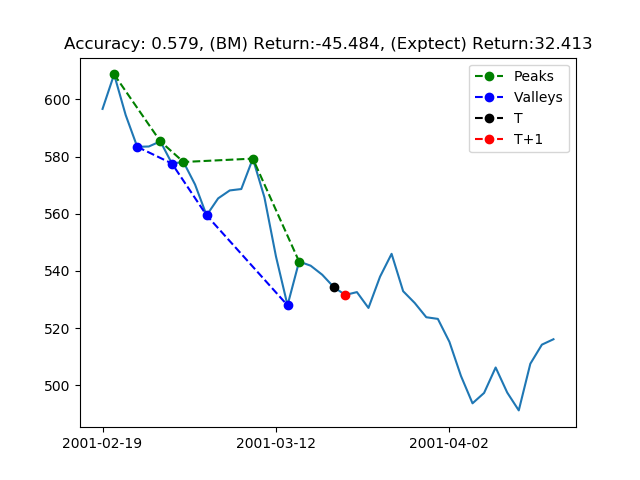 Accuracy: 0.579, (BM) Return:-45.484, (Exptect) Return:32.413
Peaks
Valleys
T
T+1
600
580
560
540
520
500
2001-02-19
2001-03-12
2001-04-02